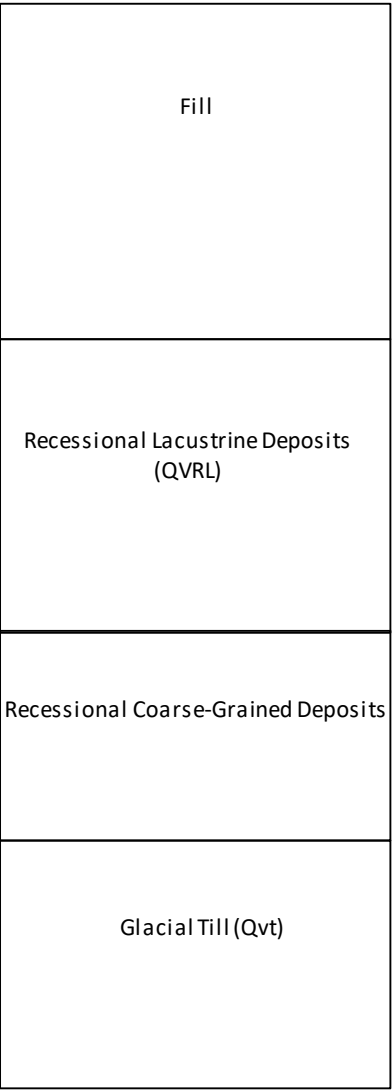 Fill
Recessional Lacustrine Deposits
(QVRL)
Recessional Coarse-Grained Deposits
Glacial Till (Qvt)